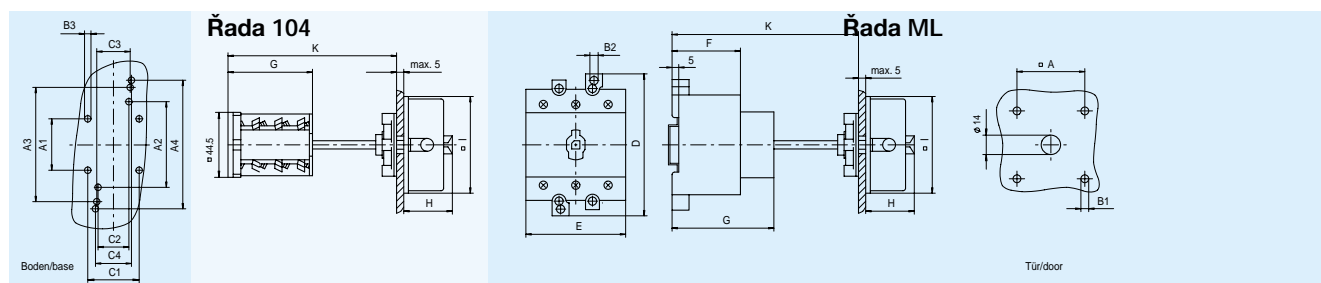 B3
C3
A3
A1
A2
A4
C2
C4
C1
Boden/base
Řada 104
K
G
max. 5
□ 44.5
□ I
H
Řada ML
B2
D
E
K
F
5
G
max. 5
□ I
H
□ A
ϕ 14
B1
Tür/door